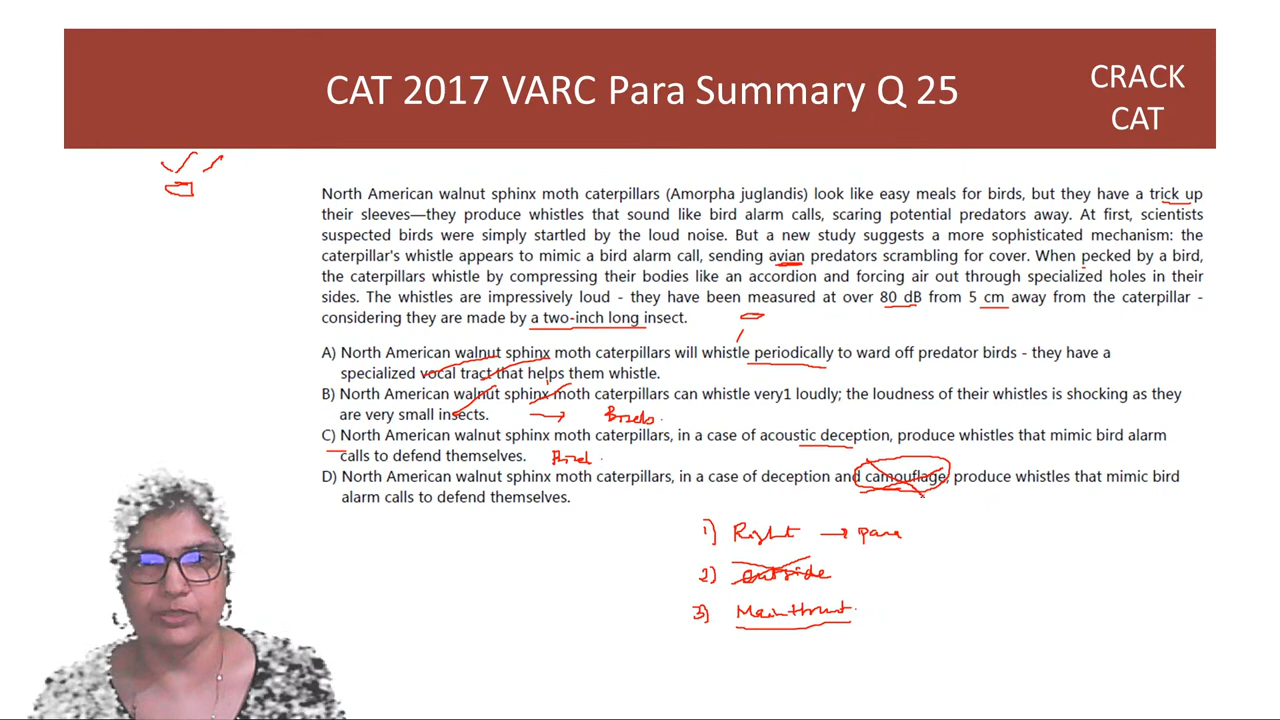 CAT 2017 VARC Para Summary Q 25
CRACK
CAT
North American walnut sphinx moth caterpillars (Amorpha juglandis) look like easy meals for birds, but they have a trick up
their sleeves—they produce whistles that sound like bird alarm calls, scaring potential predators away. At first, scientists
suspected birds were simply startled by the loud noise. But a new study suggests a more sophisticated mechanism: the
caterpillar's whistle appears to mimic a bird alarm call, sending avian predators scrambling for cover. When pecked by a bird,
the caterpillars whistle by compressing their bodies like an accordion and forcing air out through specialized holes in their
sides. The whistles are impressively loud - they have been measured at over 80 dB from 5 cm away from the caterpillar -
considering they are made by a two-inch long insect.
A) North American walnut sphinx moth caterpillars will whistle periodically to ward off predator birds - they have a
specialized vocal tract that helps them whistle.
B) North American walnut sphinx moth caterpillars can whistle very1 loudly; the loudness of their whistles is shocking as they
are very small insects. → Birds.
C) North American walnut sphinx moth caterpillars, in a case of acoustic deception, produce whistles that mimic bird alarm
calls to defend themselves. Bird.
D) North American walnut sphinx moth caterpillars, in a case of deception and camouflage, produce whistles that mimic bird
alarm calls to defend themselves.
1) Right → para
2) outside
3) Main thrust.